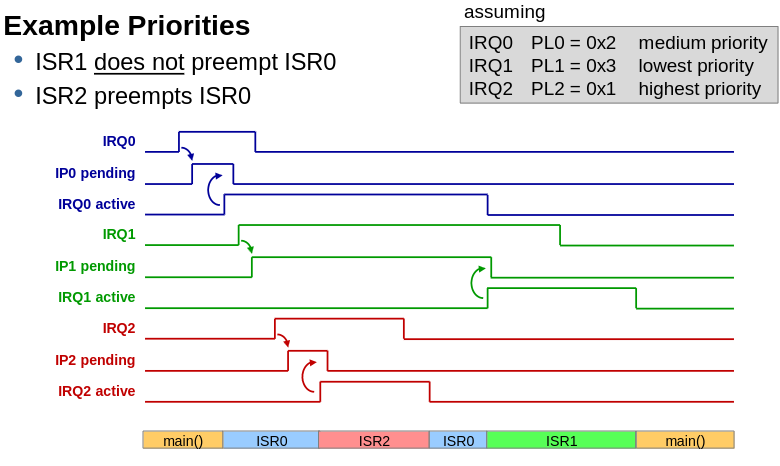 Example Priorities
assuming
IRQ0 PL0 = 0x2 medium priority
IRQ1 PL1 = 0x3 lowest priority
IRQ2 PL2 = 0x1 highest priority
• ISR1 does not preempt ISR0
• ISR2 preempts ISR0
IRQ0
IP0 pending
IRQ0 active
IRQ1
IP1 pending
IRQ1 active
IRQ2
IP2 pending
IRQ2 active
main() ISR0 ISR2 ISR0 ISR1 main()